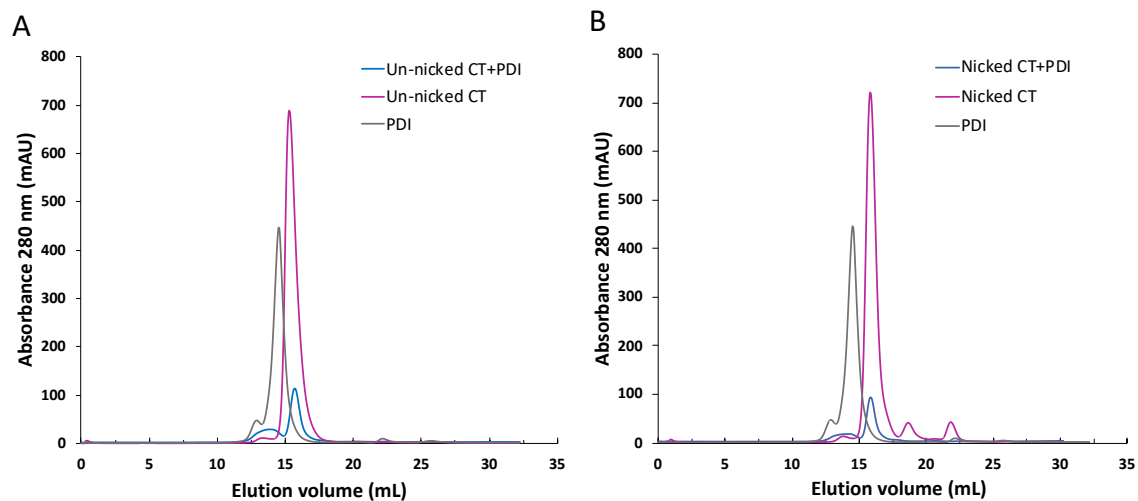 A
Absorbance 280 nm (mAU)
800
700
600
500
400
300
200
100
0
0 5 10 15 20 25 30 35
Elution volume (mL)
Un-nicked CT+PDI
Un-nicked CT
PDI
B
Absorbance 280 nm (mAU)
800
700
600
500
400
300
200
100
0
0 5 10 15 20 25 30 35
Elution volume (mL)
Nicked CT+PDI
Nicked CT
PDI